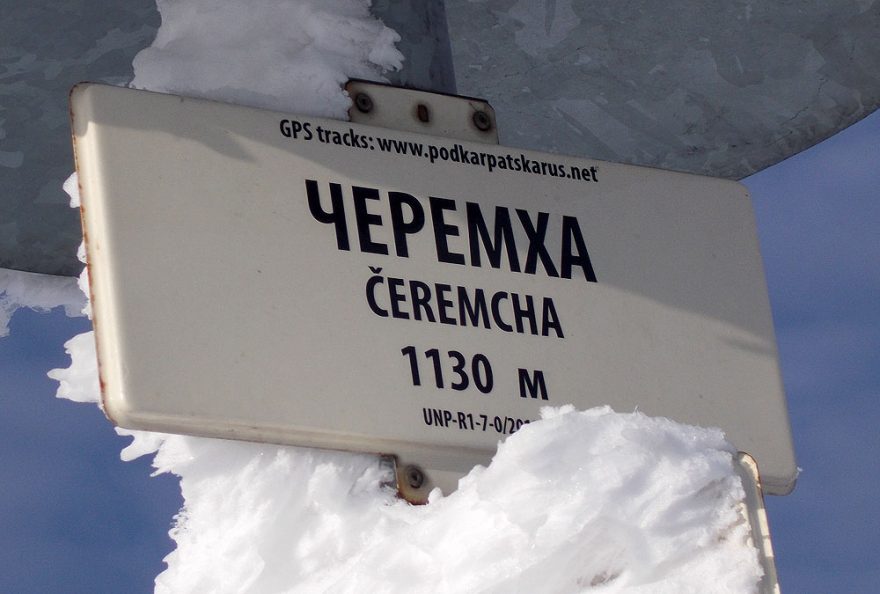 GPS tracks: www.podkarpatskarus.net
ЧЕРЕМХА
ČEREMCHA
1130 м